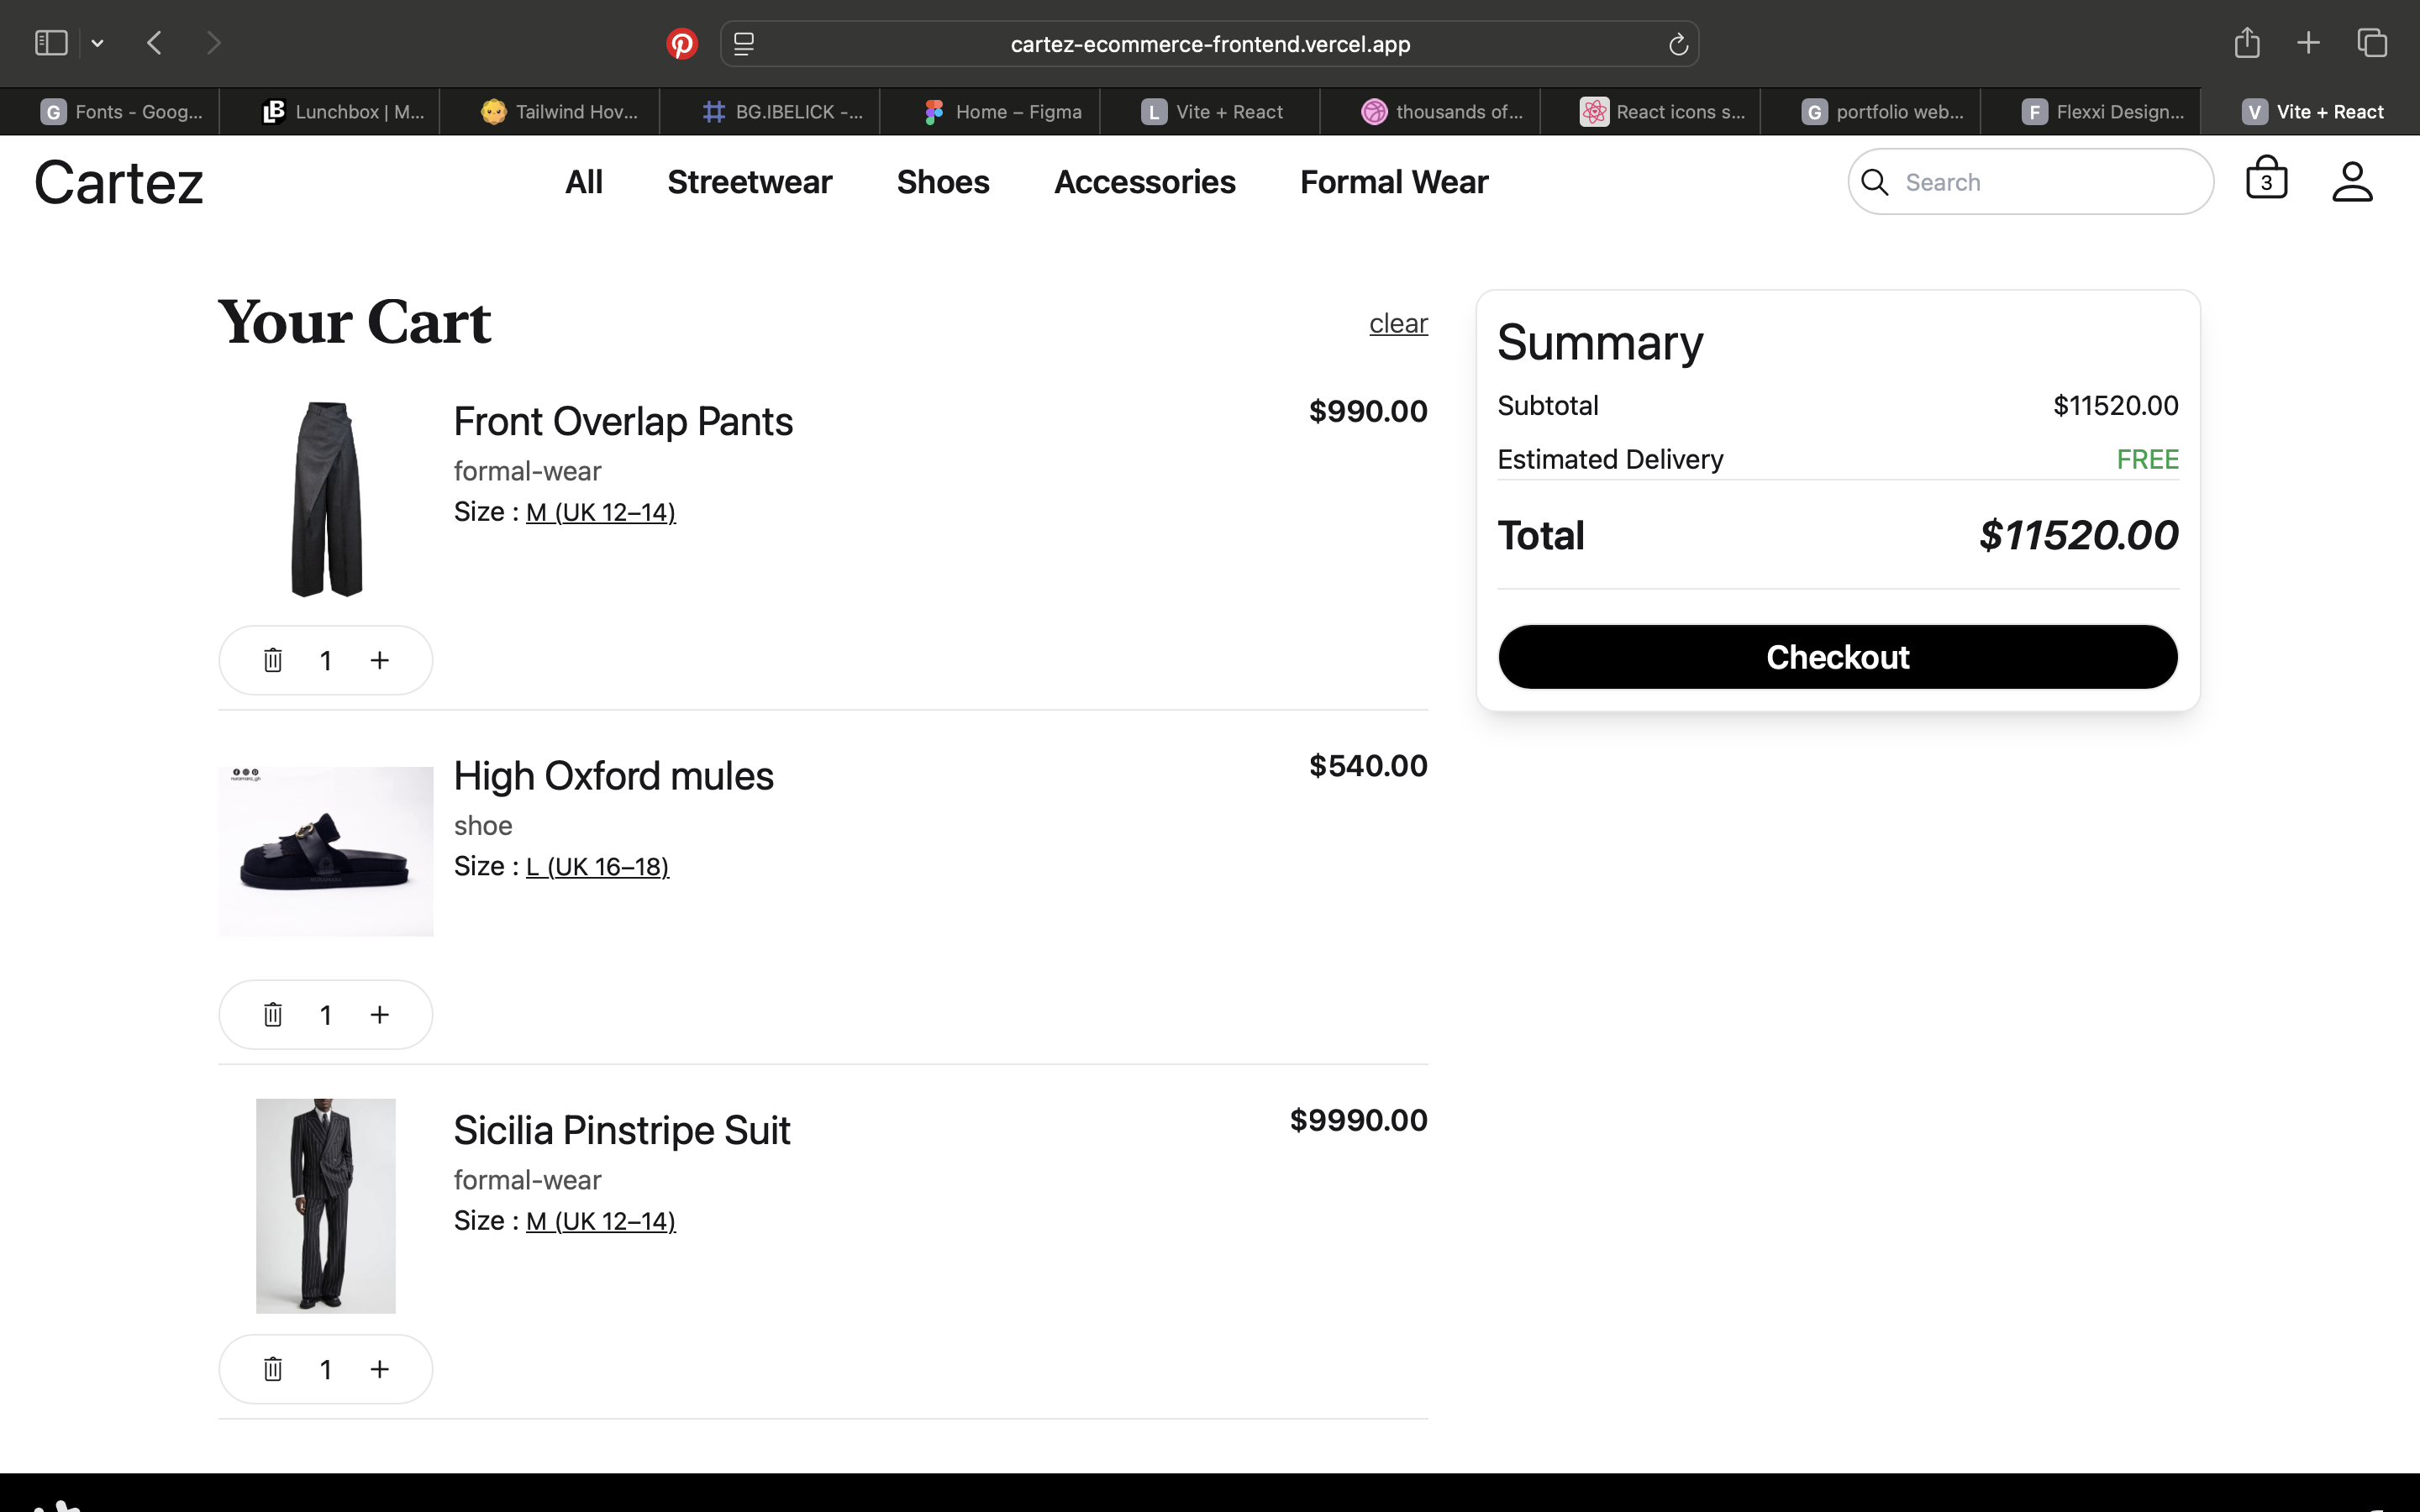 cartez-ecommerce-frontend.vercel.app
G Fonts - Goog...
LB Lunchbox | M...
Tailwind Hov...
BG.IBELICK -...
Home – Figma
L Vite + React
thousands of...
React icons s...
G portfolio web...
F Flexxi Design...
V Vite + React
Cartez
All
Streetwear
Shoes
Accessories
Formal Wear
Search
3
Your Cart
clear
Front Overlap Pants
$990.00
formal-wear
Size : M (UK 12–14)
1 +
High Oxford mules
$540.00
shoe
Size : L (UK 16–18)
1 +
Sicilia Pinstripe Suit
$9990.00
formal-wear
Size : M (UK 12–14)
1 +
Summary
Subtotal $11520.00
Estimated Delivery FREE
Total $11520.00
Checkout